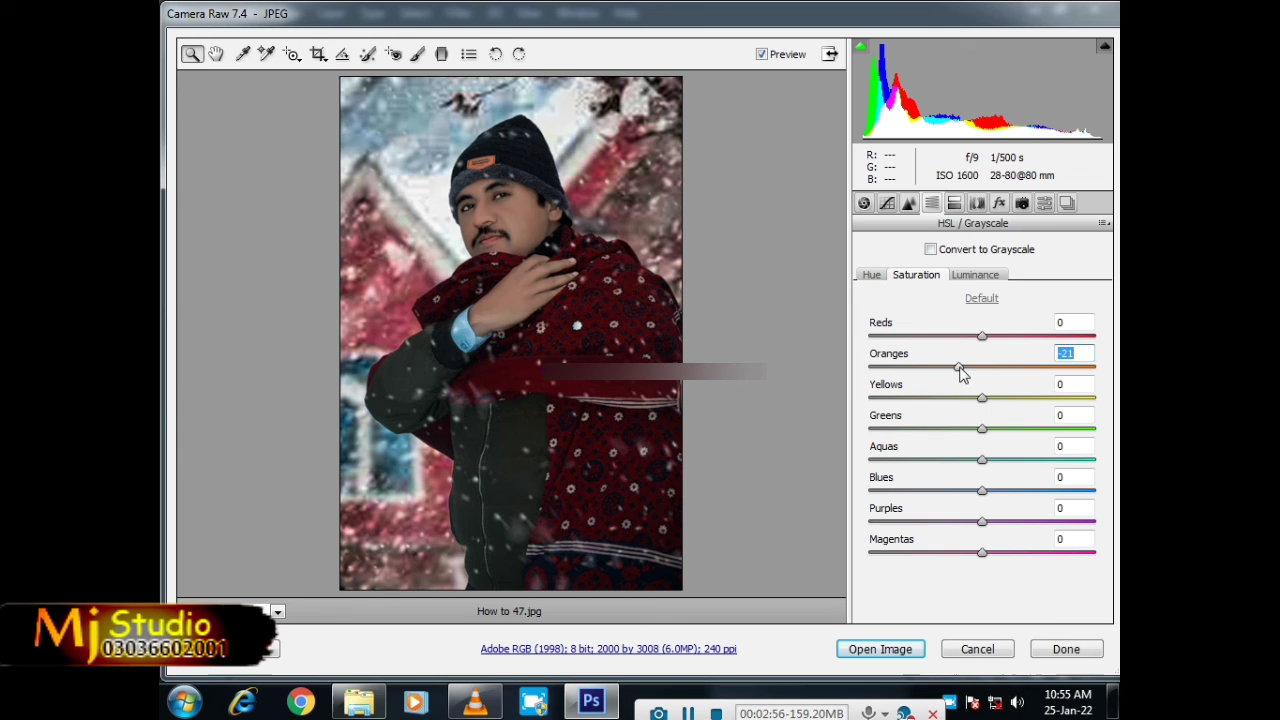 Camera Raw 7.4 - JPEG
Preview
R: ---
G: ---
B: ---
f/9 1/500 s
ISO 1600 28-80@80 mm
fx
HSL / Grayscale
Convert to Grayscale
Hue Saturation Luminance
Default
Reds 0
Oranges -21
Yellows 0
Greens 0
Aquas 0
Blues 0
Purples 0
Magentas 0
How to 47.jpg
Adobe RGB (1998); 8 bit; 2000 by 3008 (6.0MP); 240 ppi
Open Image Cancel Done
Mj Studio
03036602001
Ps
00:02:56-159.20MB
10:55 AM
25-Jan-22